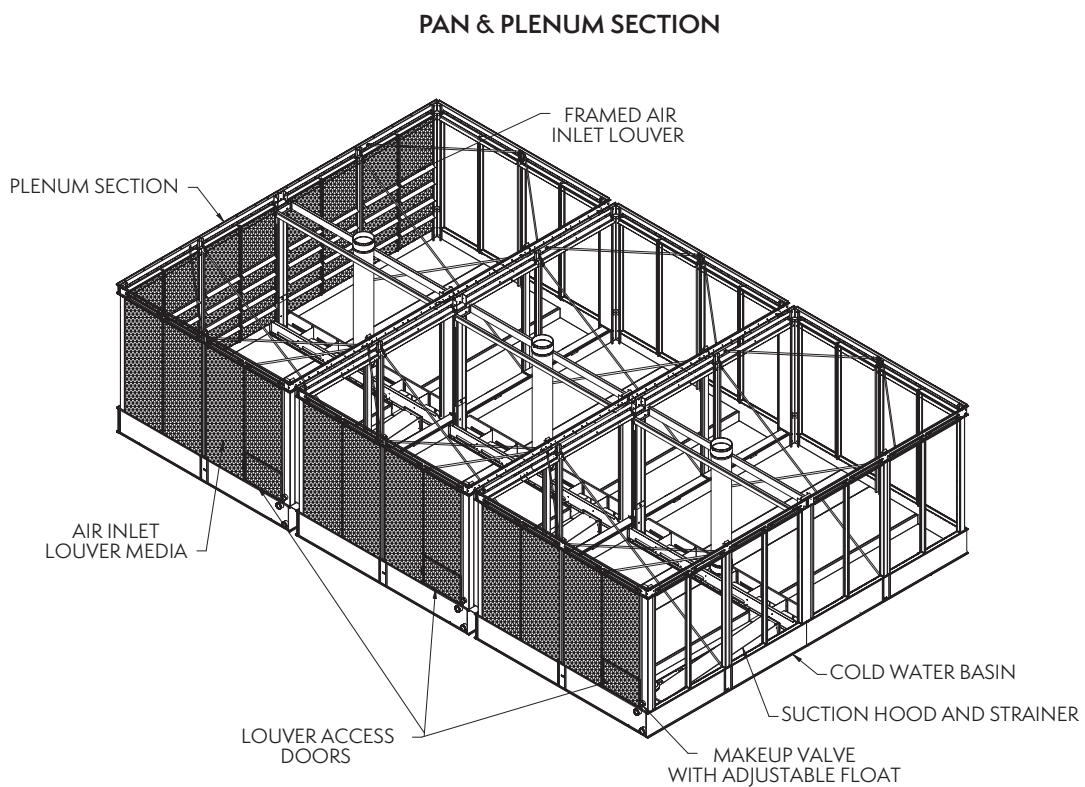 PAN & PLENUM SECTION
FRAMED AIR
INLET LOUVER
PLENUM SECTION
AIR INLET
LOUVER MEDIA
COLD WATER BASIN
SUCTION HOOD AND STRAINER
LOUVER ACCESS
DOORS
MAKEUP VALVE
WITH ADJUSTABLE FLOAT